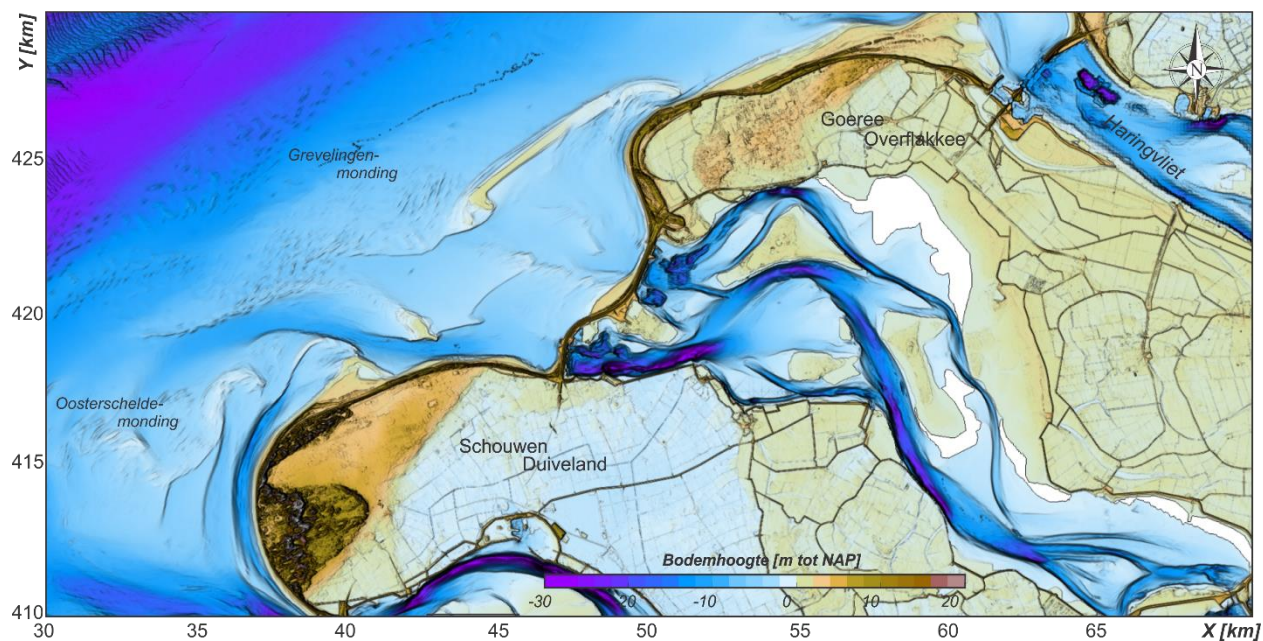 Y [km]
N
Goeree
Overflakkee
Haringvliet
425
Grevelingen-
monding
420
Oosterschelde-
monding
415
Schouwen
Duiveland
Bodemhoogte [m tot NAP]
-30 -20 -10 0 10 20
410
30 35 40 45 50 55 60 65 X [km]